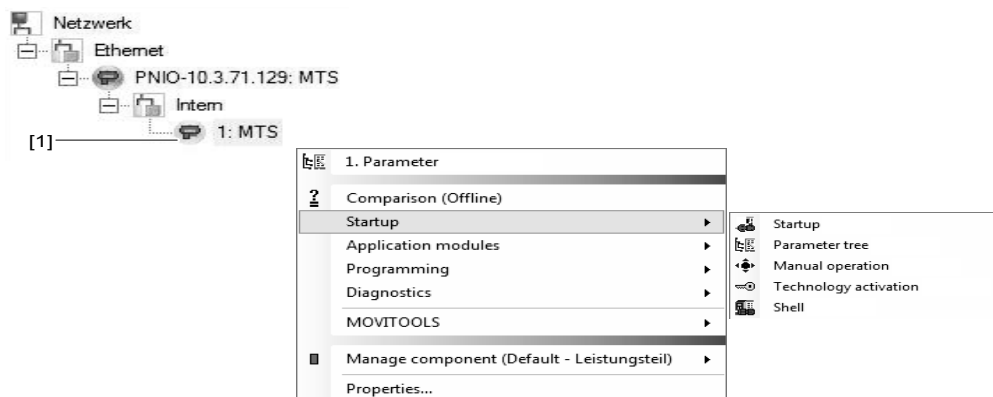 Netzwerk
Ethernet
PNIO-10.3.71.129: MTS
Intern
[1]
1: MTS
1. Parameter
Comparison (Offline)
Startup
Application modules
Programming
Diagnostics
MOVITOOLS
Manage component (Default - Leistungsteil)
Properties...
Startup
Parameter tree
Manual operation
Technology activation
Shell